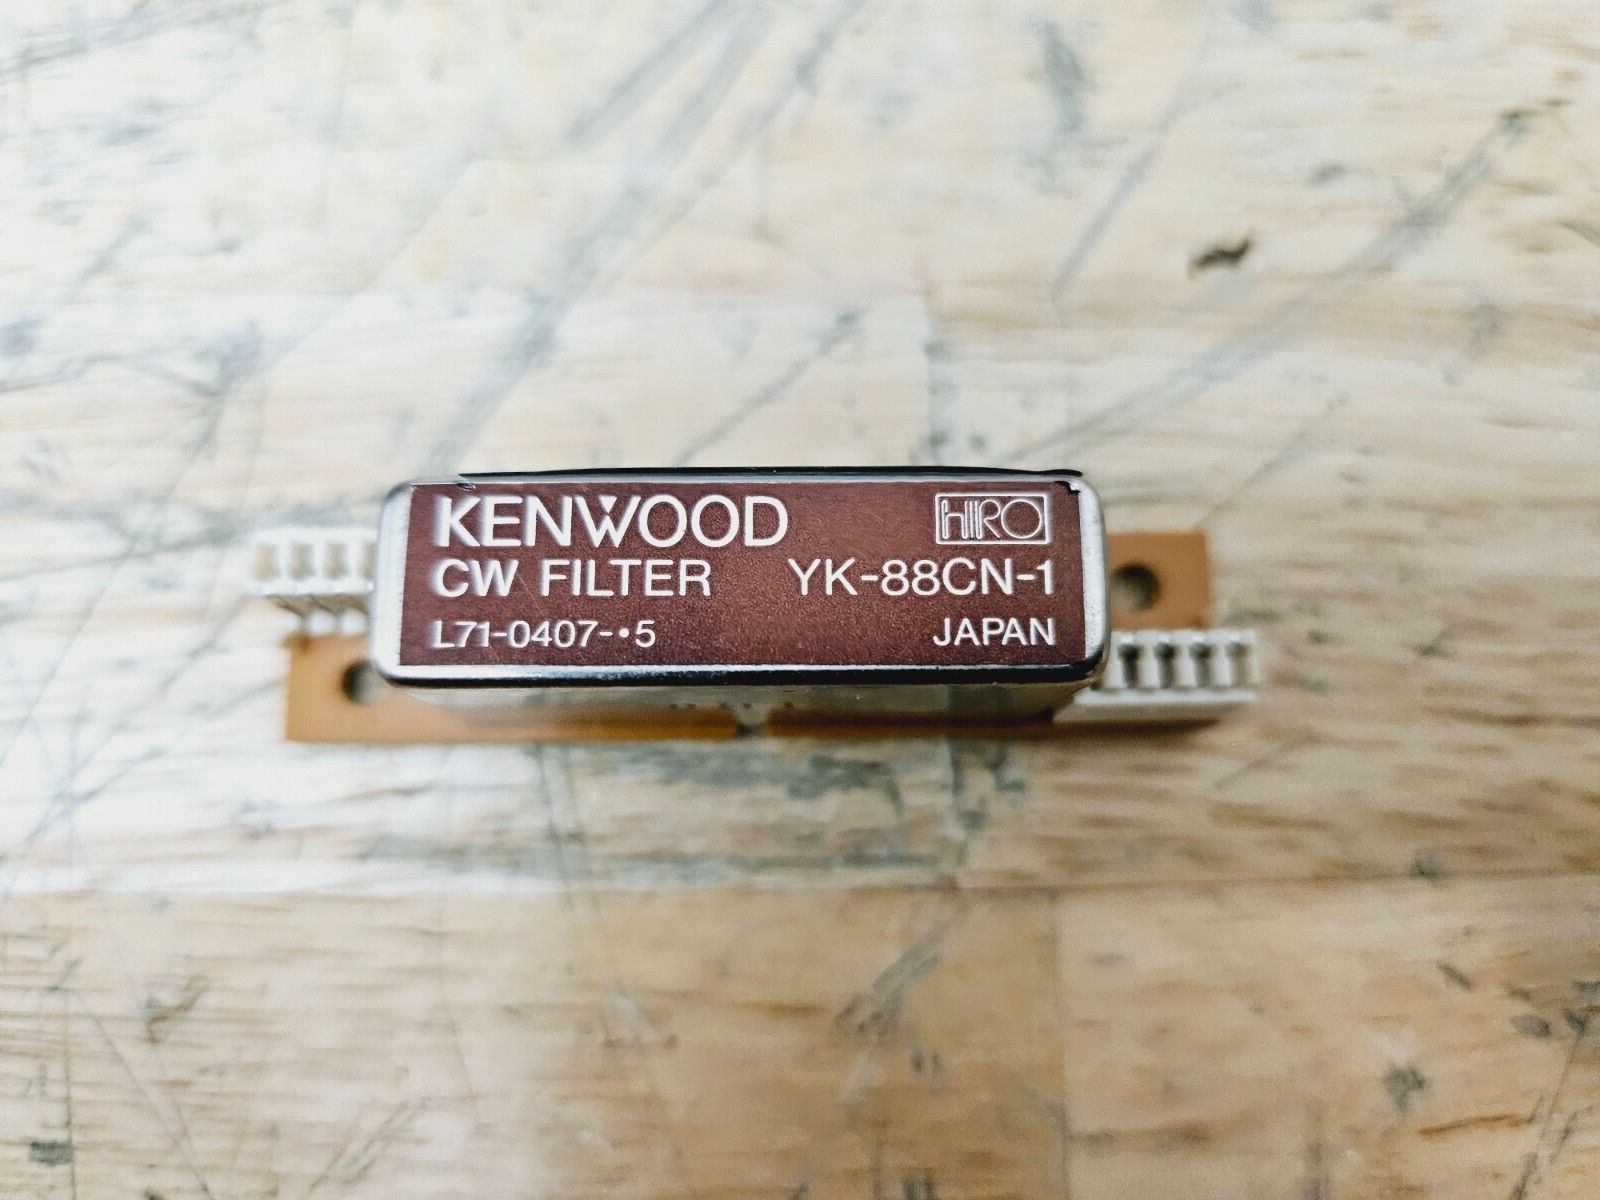 KENWOOD HIRO
CW FILTER YK-88CN-1
L71-0407-•5 JAPAN